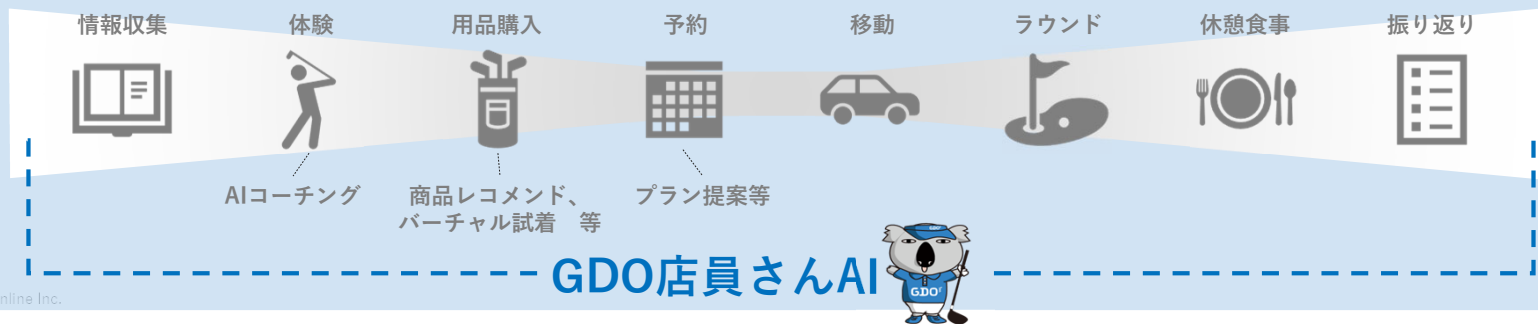 情報収集
体験
用品購入
予約
移動
ラウンド
休憩食事
振り返り
AIコーチング
商品レコメンド、
バーチャル試着　等
プラン提案等
GDO店員さんAI
GDO
nline Inc.